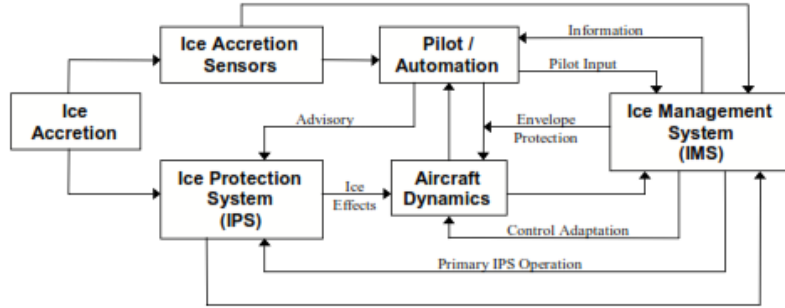 Ice Accretion
Sensors
Pilot /
Automation
Information
Pilot Input
Ice
Accretion
Advisory
Envelope
Protection
Ice Management
System
(IMS)
Ice Protection
System
(IPS)
Ice
Effects
Aircraft
Dynamics
Control Adaptation
Primary IPS Operation